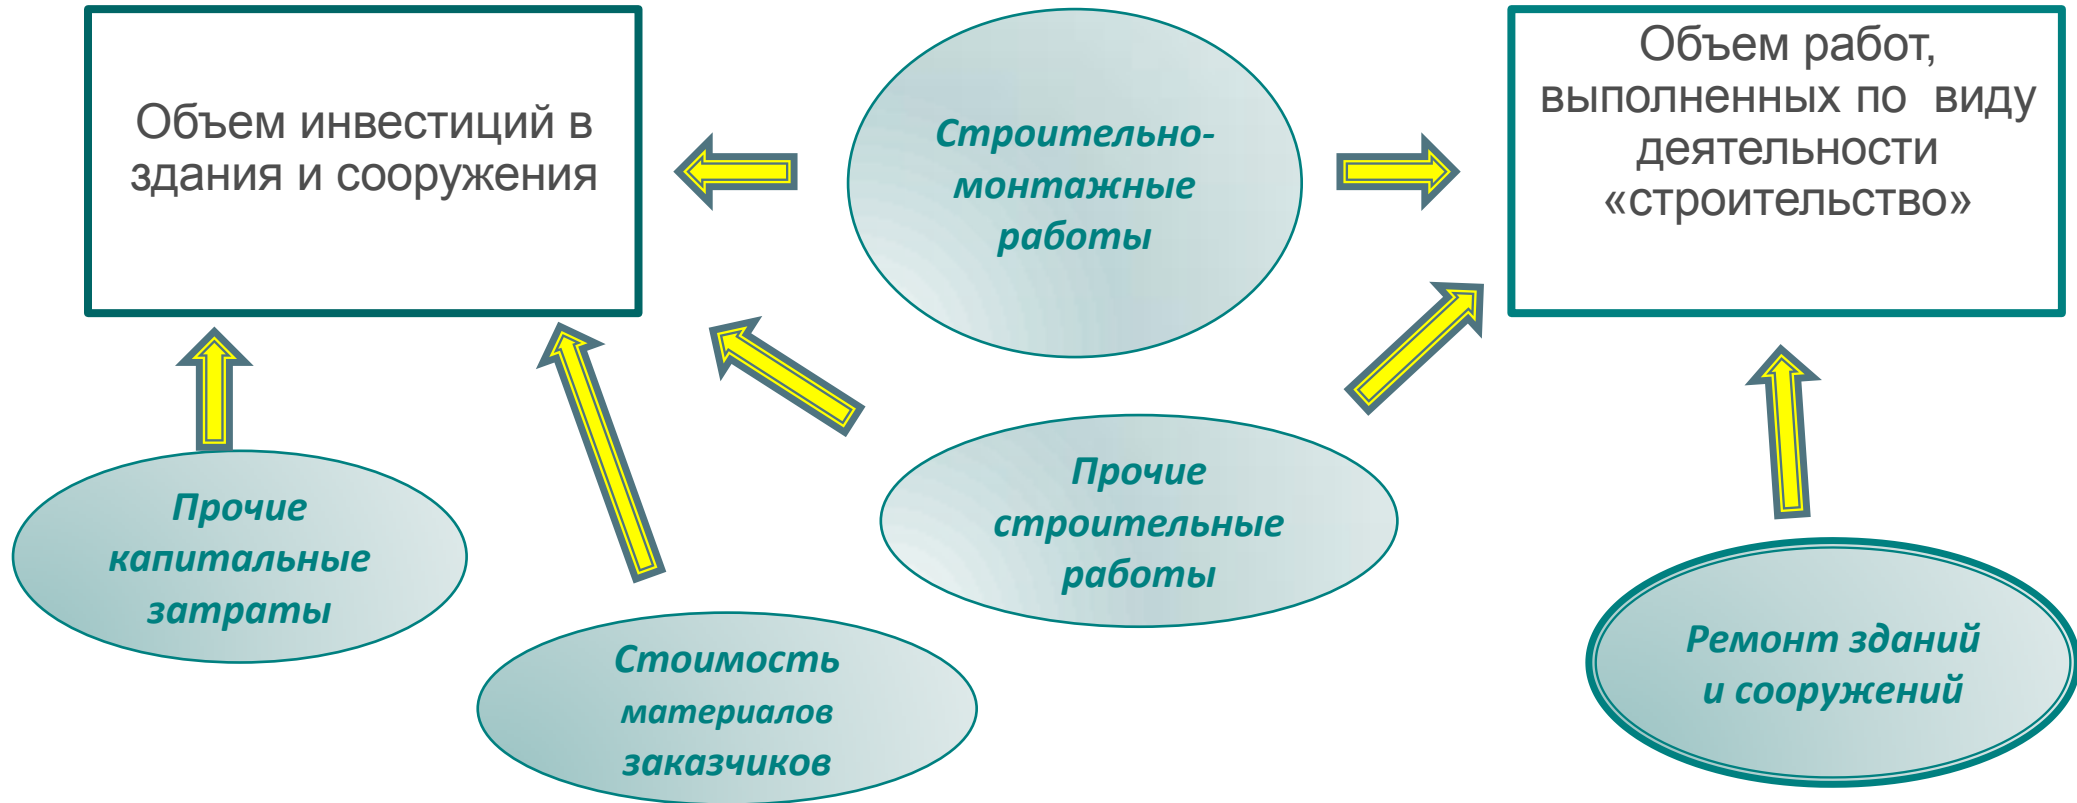 Объем инвестиций в
здания и сооружения
Строительно-
монтажные
работы
Объем работ,
выполненных по виду
деятельности
«строительство»
Прочие
капитальные
затраты
Стоимость
материалов
заказчиков
Прочие
строительные
работы
Ремонт зданий
и сооружений